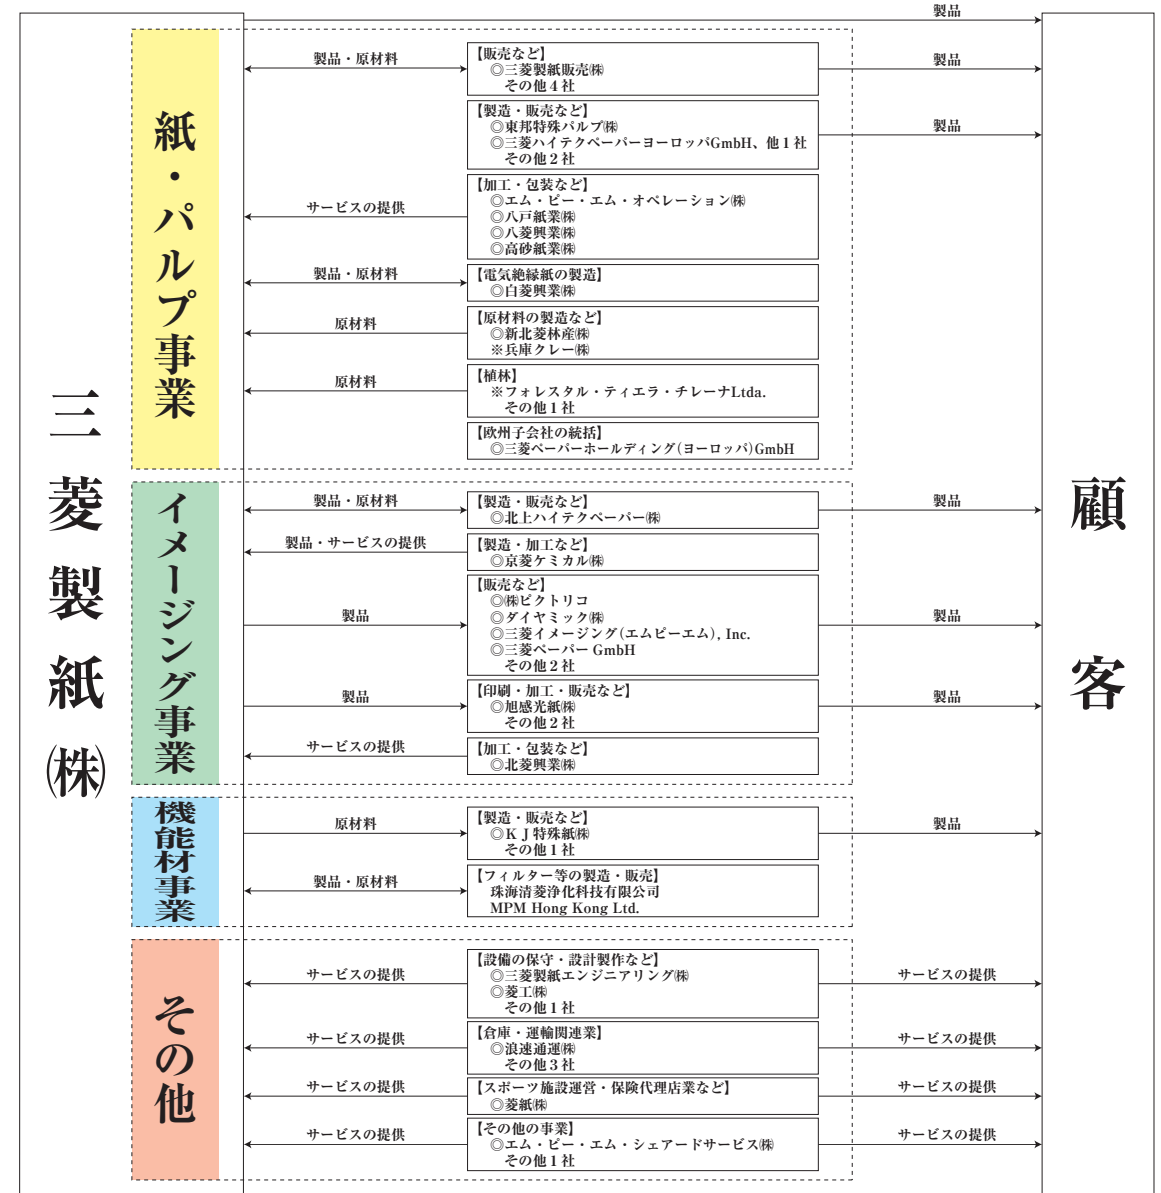 三菱製紙㈱
顧客
製品
紙・パルプ事業
製品・原材料
【販売など】
◎三菱製紙販売㈱
その他4社
製品
【製造・販売など】
◎東邦特殊パルプ㈱
◎三菱ハイテクペーパーヨーロッパGmbH、他1社
その他2社
製品
サービスの提供
【加工・包装など】
◎エム・ピー・エム・オペレーション㈱
◎八戸紙業㈱
◎八菱興業㈱
◎高砂紙業㈱
製品・原材料
【電気絶縁紙の製造】
◎白菱興業㈱
原材料
【原材料の製造など】
◎新北菱林産㈱
※兵庫クレー㈱
原材料
【植林】
※フォレスタル・ティエラ・チレーナLtda.
その他1社
【欧州子会社の統括】
◎三菱ペーパーホールディング(ヨーロッパ)GmbH
イメージング事業
製品・原材料
【製造・販売など】
◎北上ハイテクペーパー㈱
製品
製品・サービスの提供
【製造・加工など】
◎京菱ケミカル㈱
製品
【販売など】
◎㈱ピクトリコ
◎ダイヤミック㈱
◎三菱イメージング(エムピーエム), Inc.
◎三菱ペーパー GmbH
その他2社
製品
製品
【印刷・加工・販売など】
◎旭感光紙㈱
その他2社
製品
サービスの提供
【加工・包装など】
◎北菱興業㈱
機能材事業
原材料
【製造・販売など】
◎KJ特殊紙㈱
その他1社
製品
製品・原材料
【フィルター等の製造・販売】
珠海清菱浄化科技有限公司
MPM Hong Kong Ltd.
その他
サービスの提供
【設備の保守・設計製作など】
◎三菱製紙エンジニアリング㈱
◎菱工㈱
その他1社
サービスの提供
サービスの提供
【倉庫・運輸関連業】
◎浪速通運㈱
その他3社
サービスの提供
サービスの提供
【スポーツ施設運営・保険代理店業など】
◎菱紙㈱
サービスの提供
サービスの提供
【その他の事業】
◎エム・ピー・エム・シェアードサービス㈱
その他1社
サービスの提供